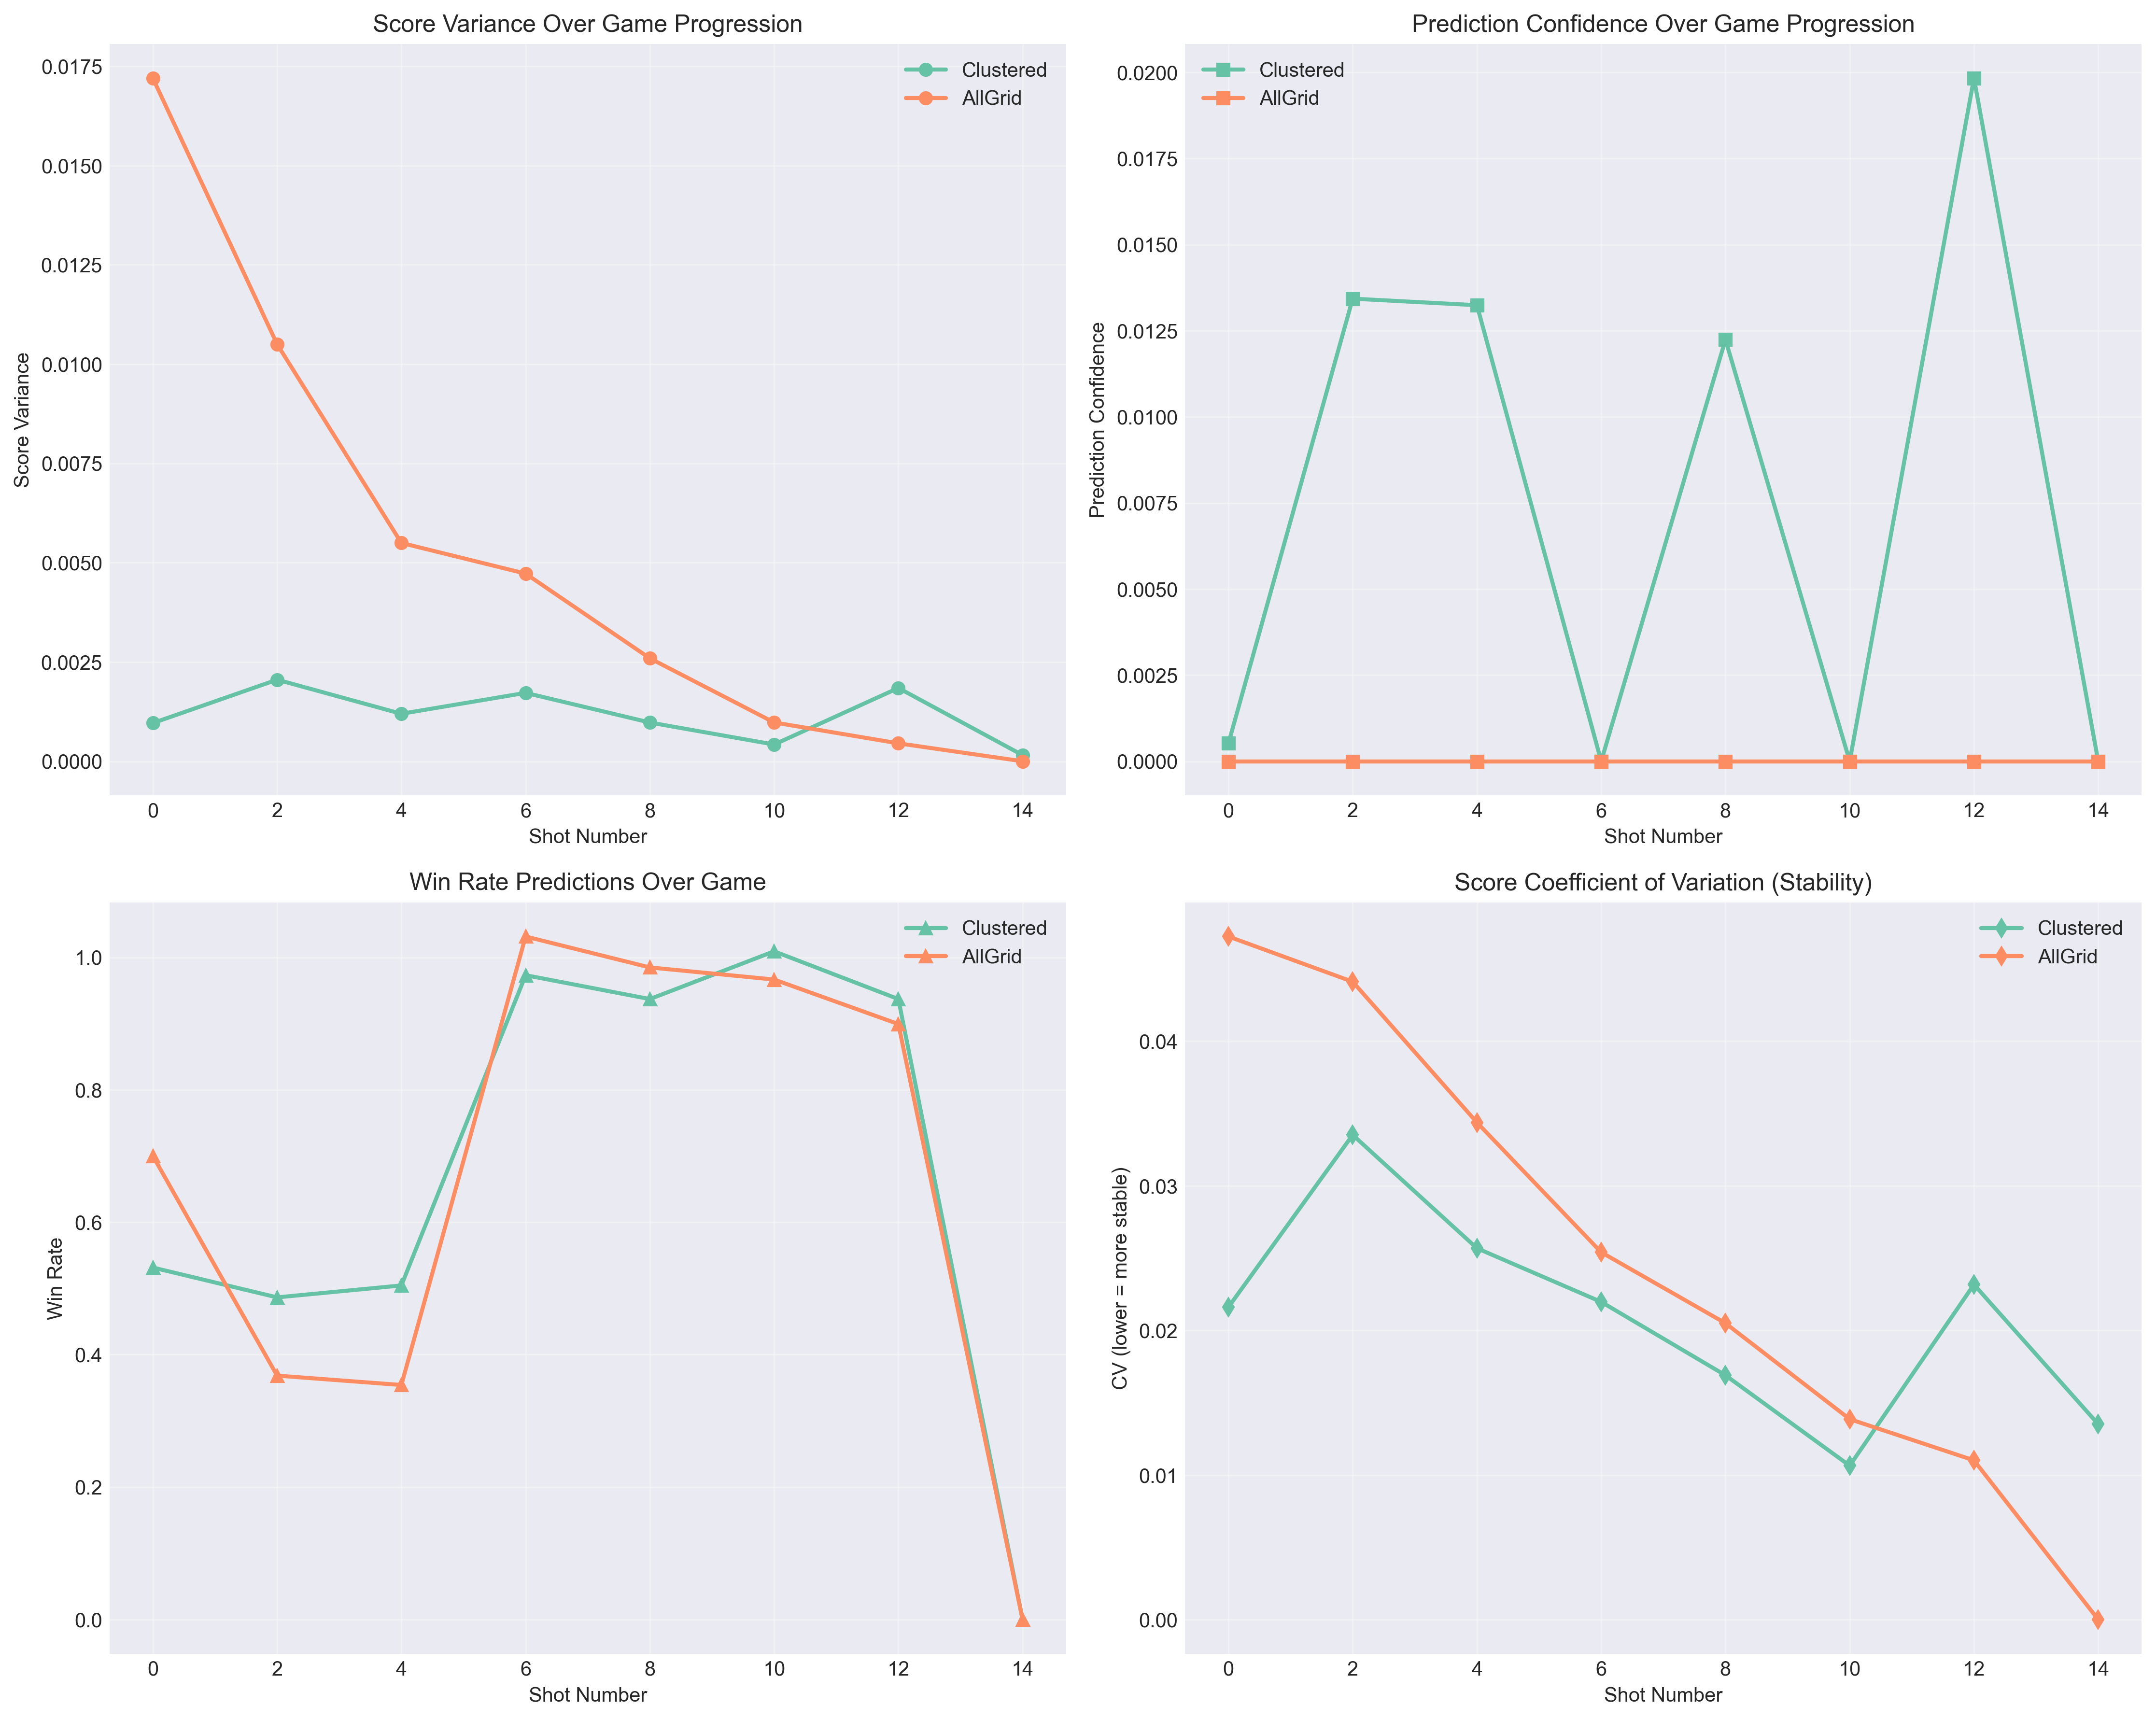 Score Variance Over Game Progression
Clustered
AllGrid
0.0175
0.0150
0.0125
0.0100
0.0075
0.0050
0.0025
0.0000
Score Variance
0 2 4 6 8 10 12 14
Shot Number
Prediction Confidence Over Game Progression
Clustered
AllGrid
0.0200
0.0175
0.0150
0.0125
0.0100
0.0075
0.0050
0.0025
0.0000
Prediction Confidence
0 2 4 6 8 10 12 14
Shot Number
Win Rate Predictions Over Game
Clustered
AllGrid
1.0
0.8
0.6
0.4
0.2
0.0
Win Rate
0 2 4 6 8 10 12 14
Shot Number
Score Coefficient of Variation (Stability)
Clustered
AllGrid
0.04
0.03
0.02
0.01
0.00
CV (lower = more stable)
0 2 4 6 8 10 12 14
Shot Number